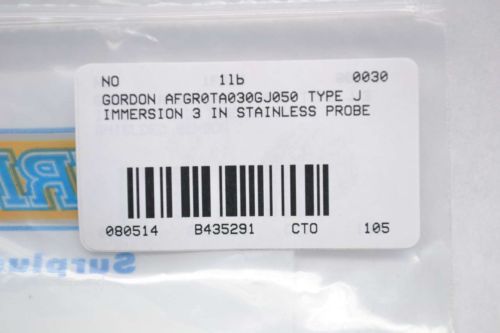 NO 1lb 0030
GORDON AFGR0TA030GJ050 TYPE J
IMMERSION 3 IN STAINLESS PROBE
080514 B435291 CTO 105
Surplus